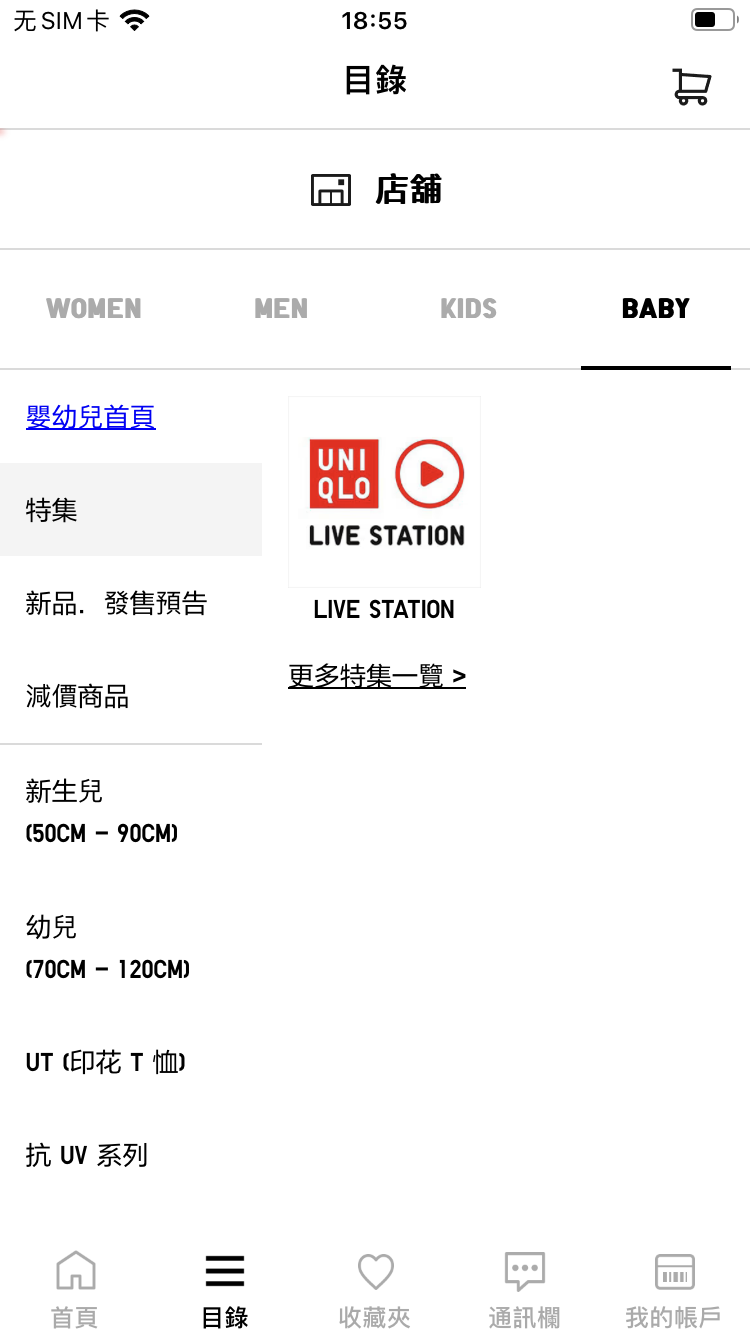 无SIM卡
18:55
目錄
店舖
WOMEN
MEN
KIDS
BABY
嬰幼兒首頁
特集
新品．發售預告
減價商品
新生兒
(50CM - 90CM)
幼兒
(70CM - 120CM)
UT (印花 T 恤)
抗 UV 系列
UNI
QLO
LIVE STATION
LIVE STATION
更多特集一覽 >
首頁
目錄
收藏夾
通訊欄
我的帳戶